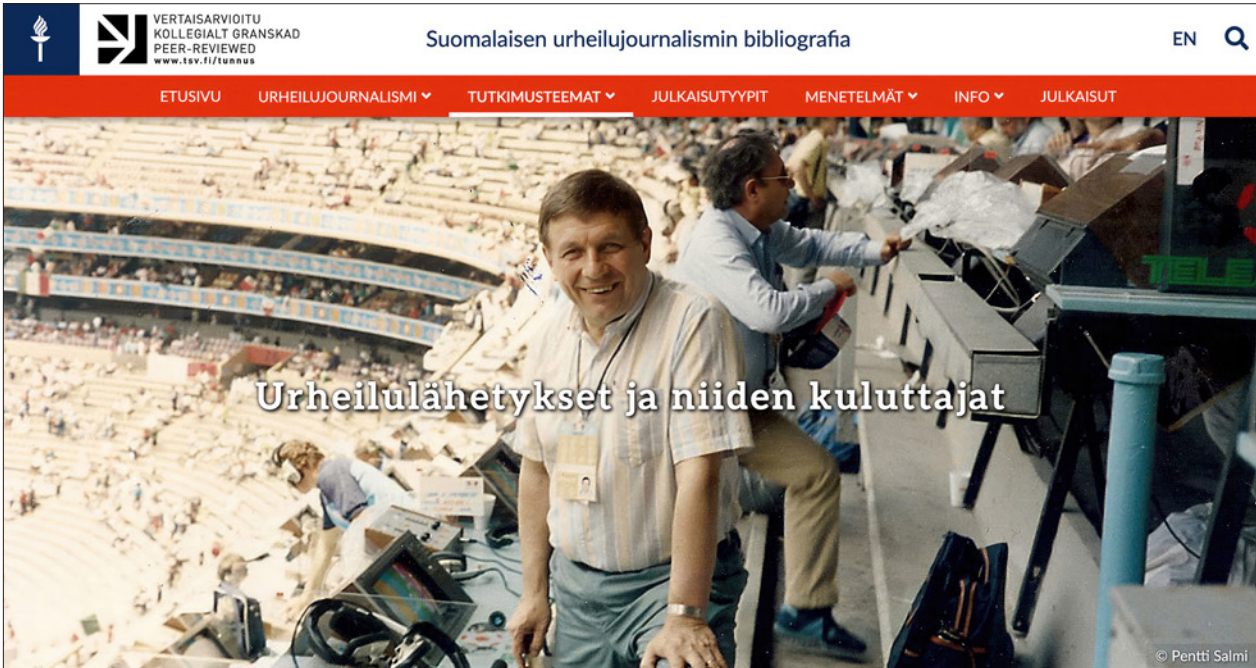 VERTAISARVIOITU
KOLLEGIALT GRANSKAD
PEER-REVIEWED
www.tsv.fi/tunnus
Suomalaisen urheilujournalismin bibliografia
EN
ETUSIVU URHEILUJOURNALISMI TUTKIMUSTEEMAT JULKAISUTYYPIT MENETELMÄT INFO JULKAISUT
TELE
Urheilulähetykset ja niiden kuluttajat
© Pentti Salmi